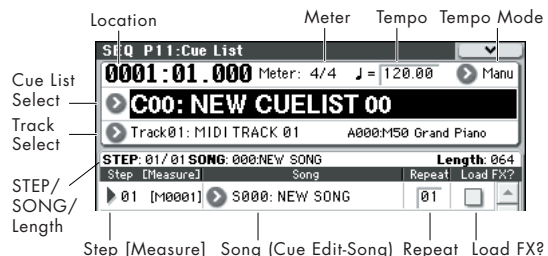 Location Meter Tempo Tempo Mode
SEQ P11:Cue List
0001:01.000 Meter: 4/4 ♩= 120.00 Manu
Cue List Select
C00: NEW CUELIST 00
Track Select
Track01: MIDI TRACK 01 A000:M50 Grand Piano
STEP/ SONG/ Length
STEP: 01/01 SONG: 000:NEW SONG Length: 064
Step [Measure] Song Repeat Load FX?
01 [M0001] S000: NEW SONG 01
Step [Measure] Song (Cue Edit-Song) Repeat Load FX?